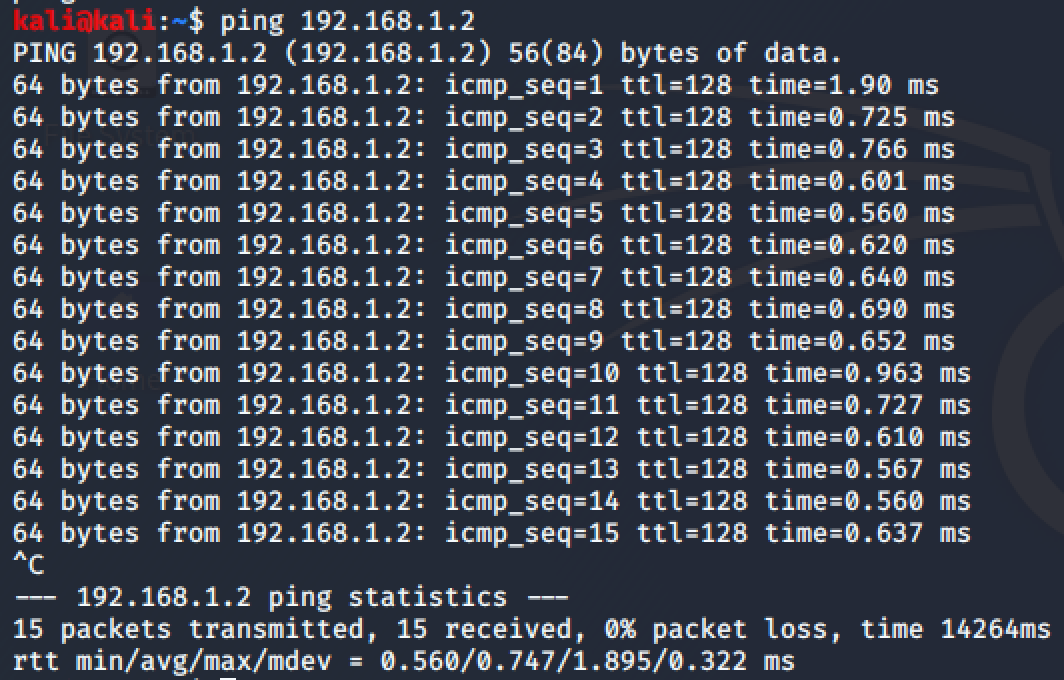 kali@kali:~$ ping 192.168.1.2
PING 192.168.1.2 (192.168.1.2) 56(84) bytes of data.
64 bytes from 192.168.1.2: icmp_seq=1 ttl=128 time=1.90 ms
64 bytes from 192.168.1.2: icmp_seq=2 ttl=128 time=0.725 ms
64 bytes from 192.168.1.2: icmp_seq=3 ttl=128 time=0.766 ms
64 bytes from 192.168.1.2: icmp_seq=4 ttl=128 time=0.601 ms
64 bytes from 192.168.1.2: icmp_seq=5 ttl=128 time=0.560 ms
64 bytes from 192.168.1.2: icmp_seq=6 ttl=128 time=0.620 ms
64 bytes from 192.168.1.2: icmp_seq=7 ttl=128 time=0.640 ms
64 bytes from 192.168.1.2: icmp_seq=8 ttl=128 time=0.690 ms
64 bytes from 192.168.1.2: icmp_seq=9 ttl=128 time=0.652 ms
64 bytes from 192.168.1.2: icmp_seq=10 ttl=128 time=0.963 ms
64 bytes from 192.168.1.2: icmp_seq=11 ttl=128 time=0.727 ms
64 bytes from 192.168.1.2: icmp_seq=12 ttl=128 time=0.610 ms
64 bytes from 192.168.1.2: icmp_seq=13 ttl=128 time=0.567 ms
64 bytes from 192.168.1.2: icmp_seq=14 ttl=128 time=0.560 ms
64 bytes from 192.168.1.2: icmp_seq=15 ttl=128 time=0.637 ms
^C
--- 192.168.1.2 ping statistics ---
15 packets transmitted, 15 received, 0% packet loss, time 14264ms
rtt min/avg/max/mdev = 0.560/0.747/1.895/0.322 ms